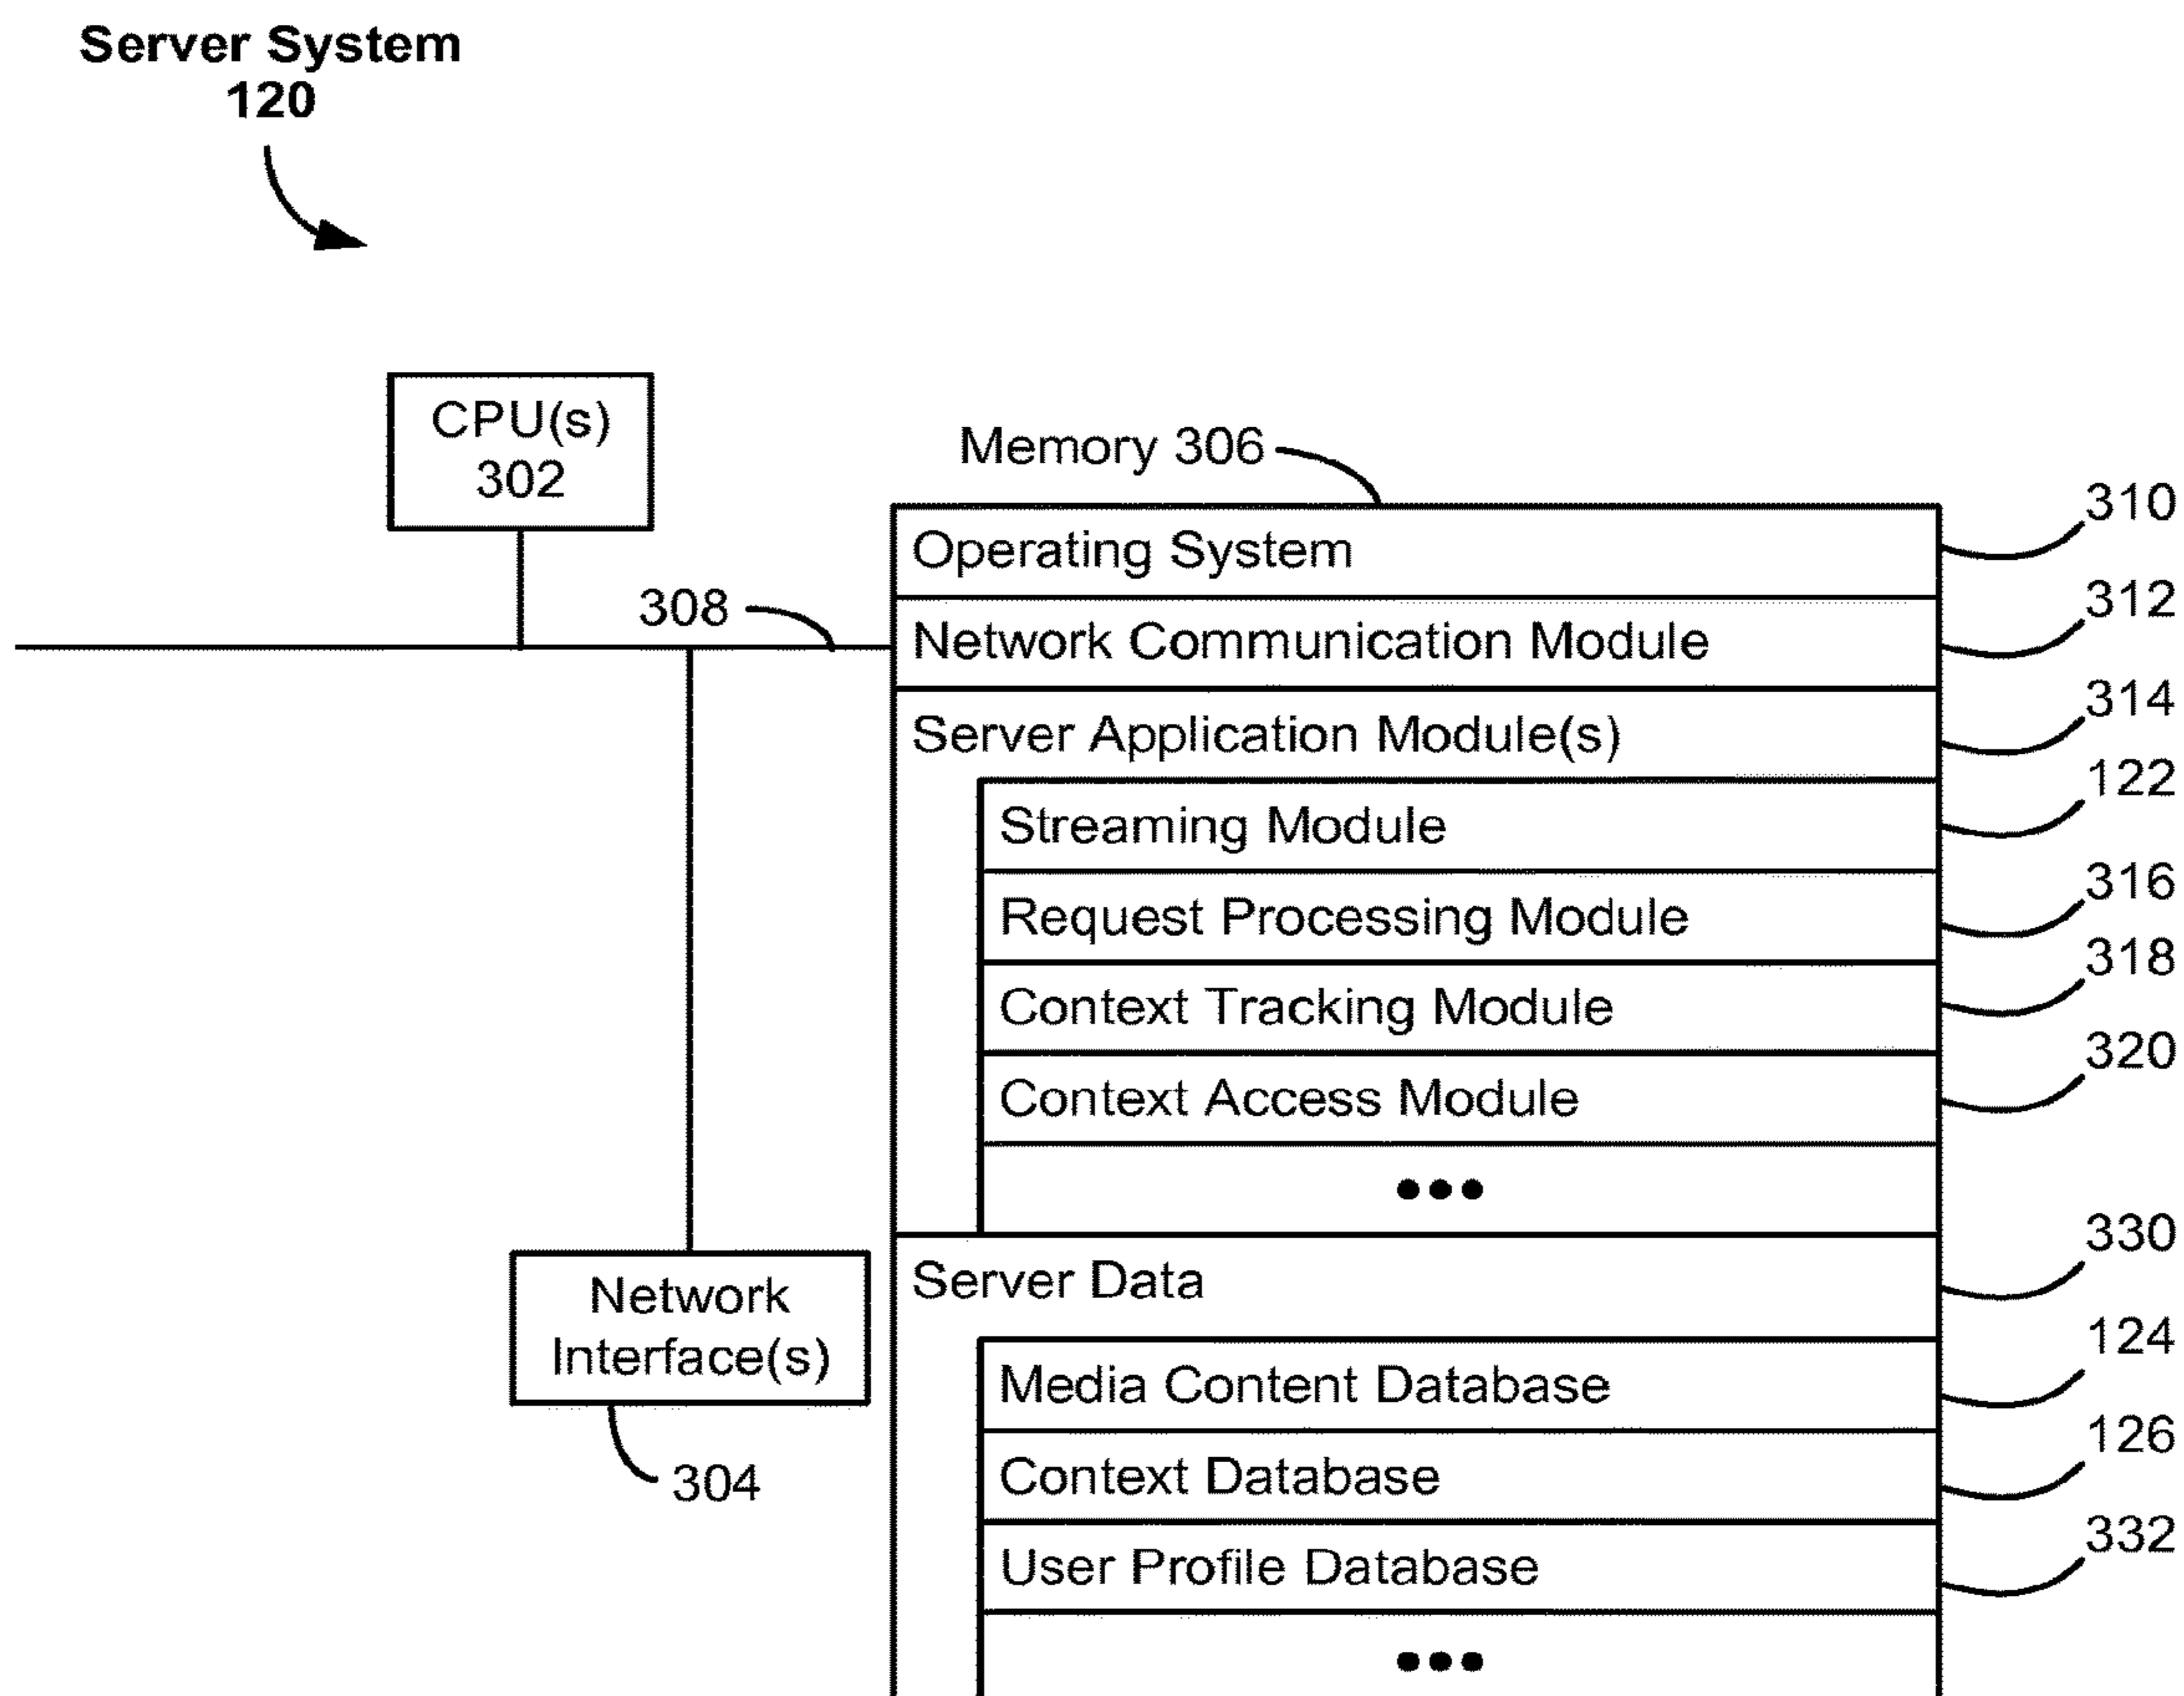 Server System
120
CPU(s)
302
Memory 306
308
Operating System
310
Network Communication Module
312
Server Application Module(s)
314
Streaming Module
122
Request Processing Module
316
Context Tracking Module
318
Context Access Module
320
•••
Server Data
330
Network
Interface(s)
304
Media Content Database
124
Context Database
126
User Profile Database
332
•••